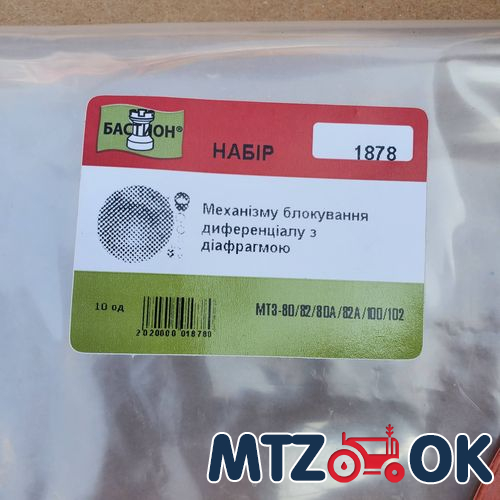 БАСТИОН®
НАБІР
1878
Механізму блокування
диференціалу з
діафрагмою
10 од
2020000018780
МТЗ-80/82/80А/82А/100/102
MTZ OK